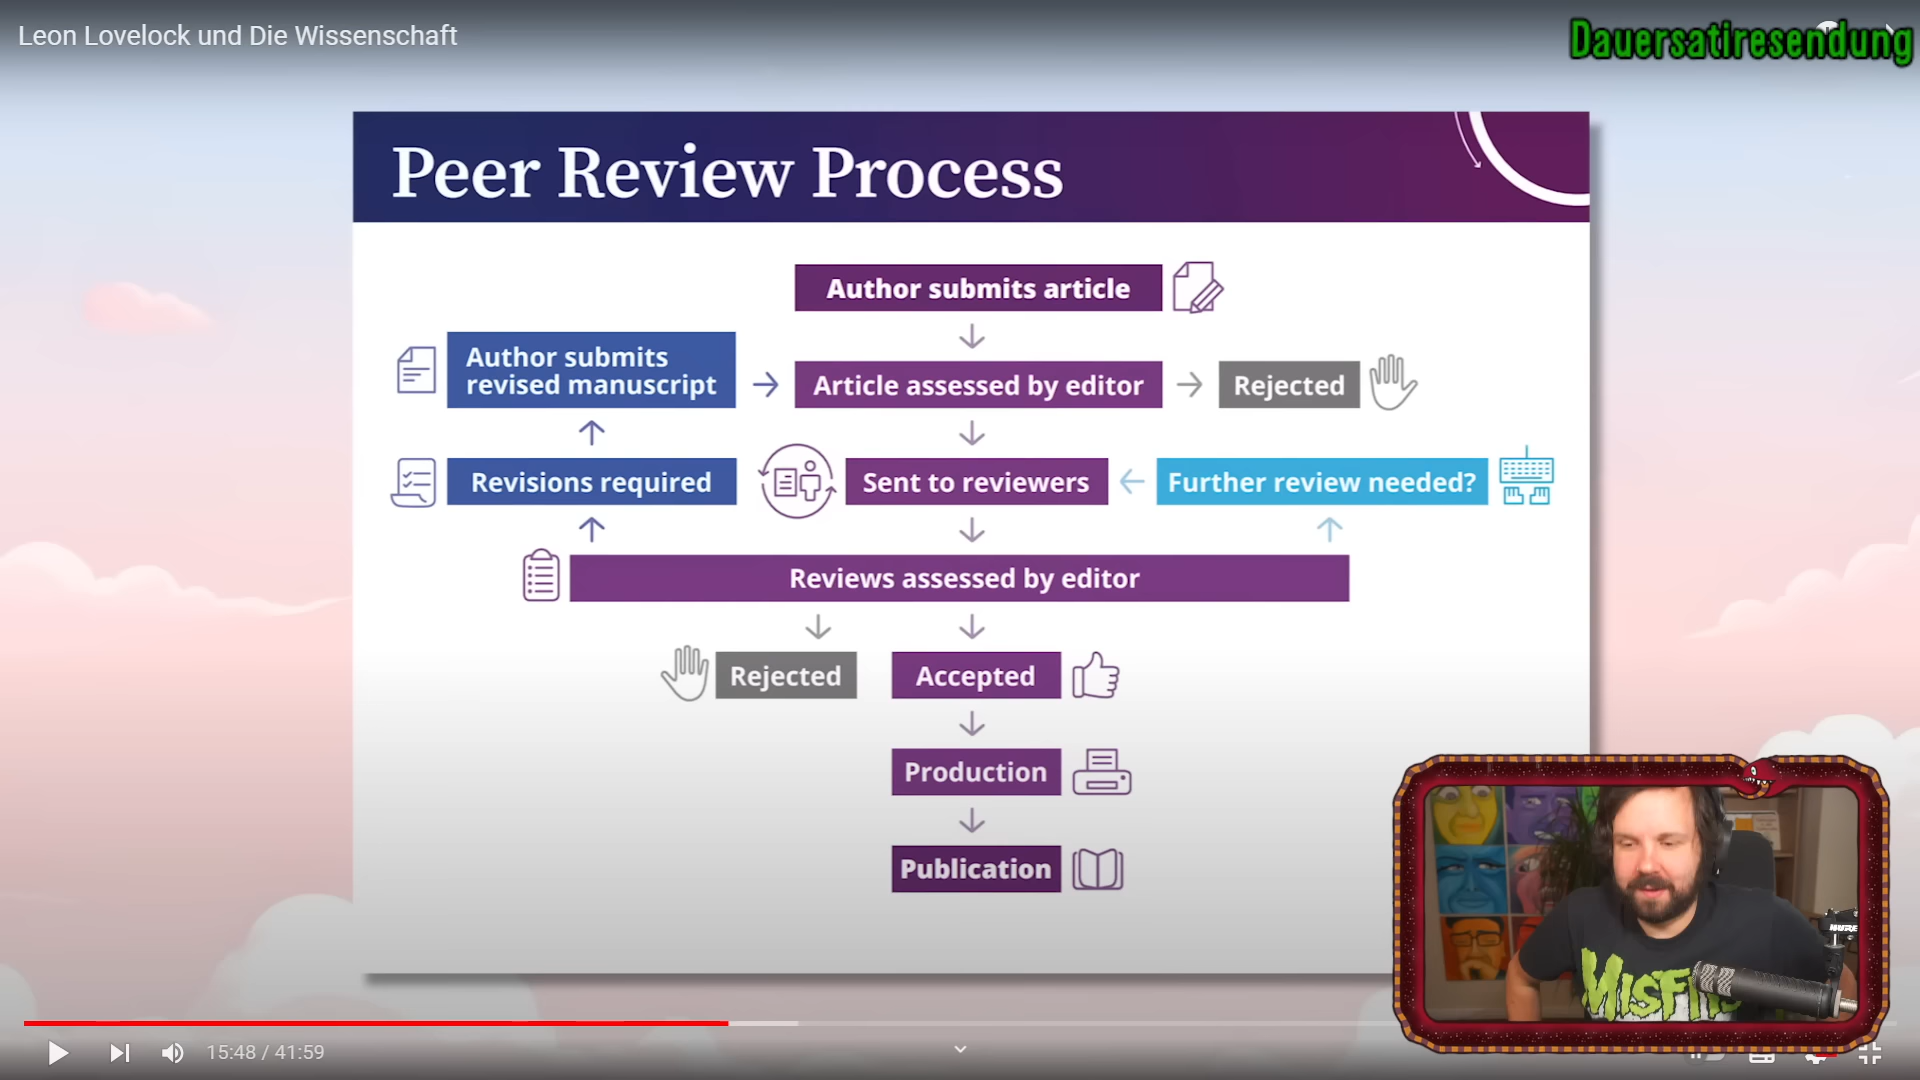 Leon Lovelock und Die Wissenschaft
Dauersatiresendung
Peer Review Process
Author submits article
Author submits
revised manuscript
Article assessed by editor
Rejected
Revisions required
Sent to reviewers
Further review needed?
Reviews assessed by editor
Rejected
Accepted
Production
Publication
15:48 / 41:59